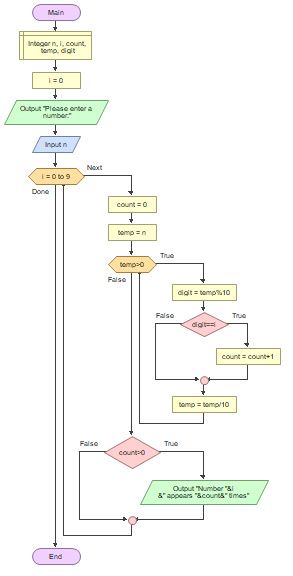 Main
Integer n, i, count,
temp, digit
i = 0
Output "Please enter a
number:"
Input n
i = 0 to 9
Next
Done
count = 0
temp = n
temp>0
True
False
digit = temp%10
False
True
digit==i
count = count+1
temp = temp/10
False
True
count>0
Output "Number "&i
&" appears "&count&" times"
End